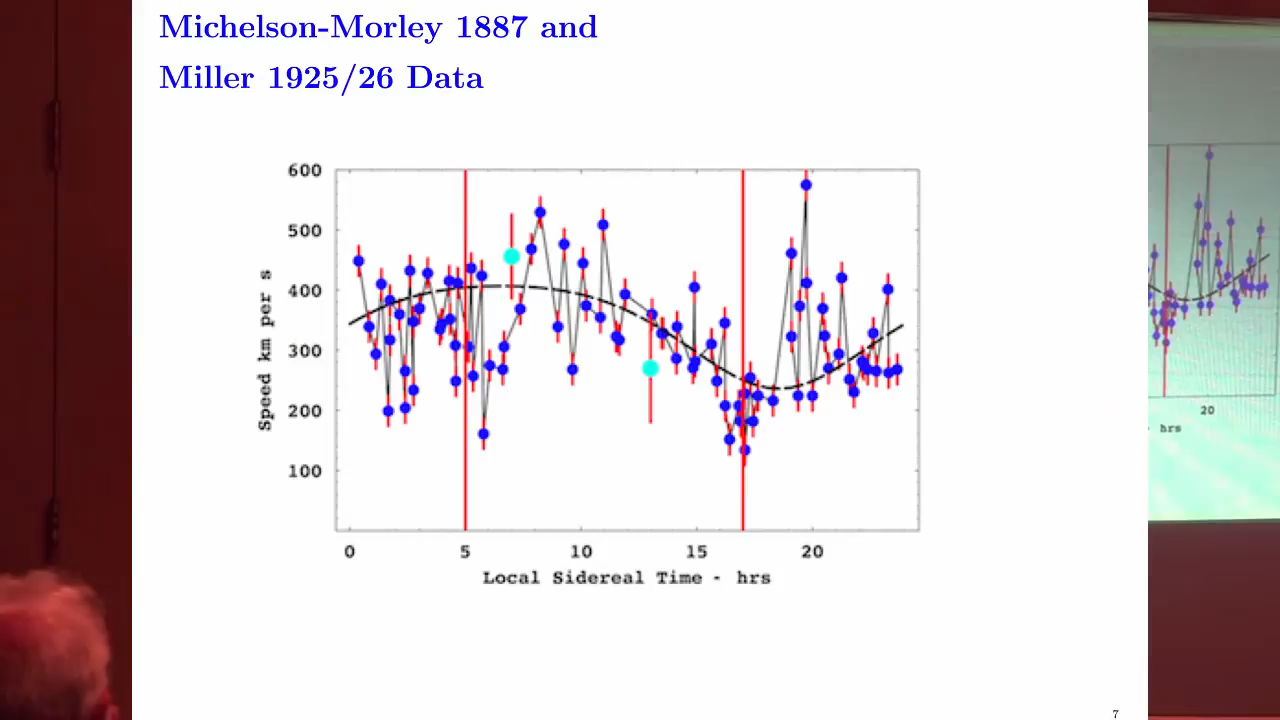 Michelson-Morley 1887 and
Miller 1925/26 Data
600
500
400
300
200
100
Speed km per s
0 5 10 15 20
Local Sidereal Time - hrs
20
hrs
7